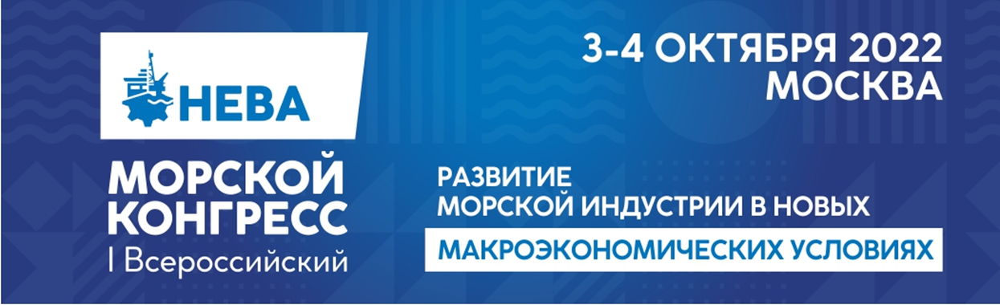 НЕВА
МОРСКОЙ
КОНГРЕСС
I Всероссийский
3-4 ОКТЯБРЯ 2022
МОСКВА
РАЗВИТИЕ
МОРСКОЙ ИНДУСТРИИ В НОВЫХ
МАКРОЭКОНОМИЧЕСКИХ УСЛОВИЯХ